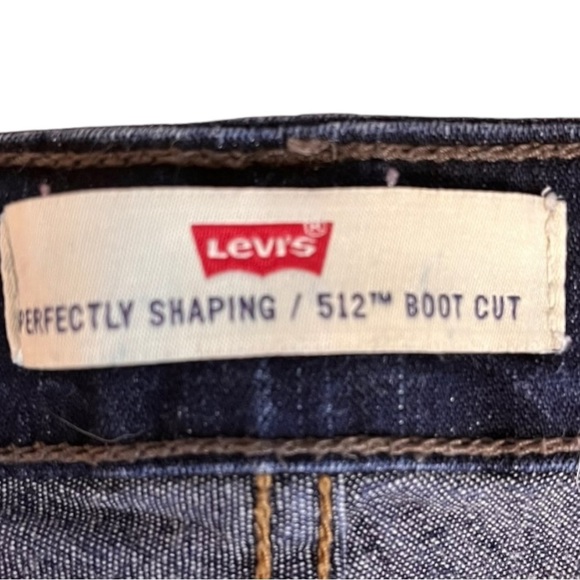 Levi's®
PERFECTLY SHAPING / 512™ BOOT CUT